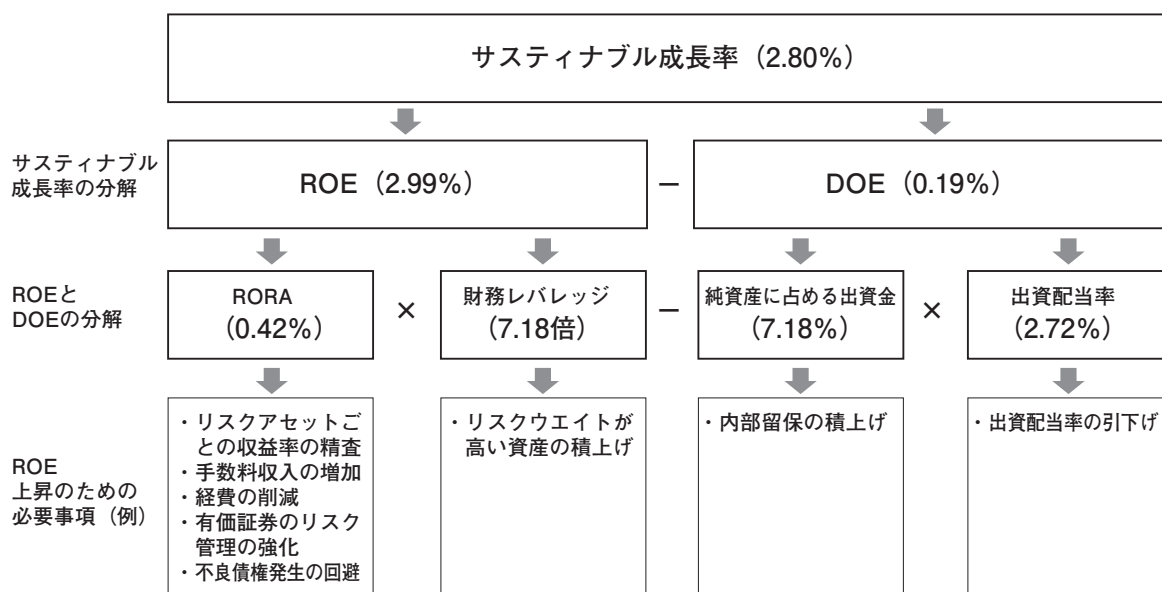 サスティナブル成長率（2.80%）
サスティナブル
成長率の分解
ROE（2.99%）
−
DOE（0.19%）
ROEと
DOEの分解
RORA
（0.42%）
×
財務レバレッジ
（7.18倍）
−
純資産に占める出資金
（7.18%）
×
出資配当率
（2.72%）
ROE
上昇のための
必要事項（例）
・リスクアセットご
との収益率の精査
・手数料収入の増加
・経費の削減
・有価証券のリスク
管理の強化
・不良債権発生の回避
・リスクウエイトが
高い資産の積上げ
・内部留保の積上げ
・出資配当率の引下げ